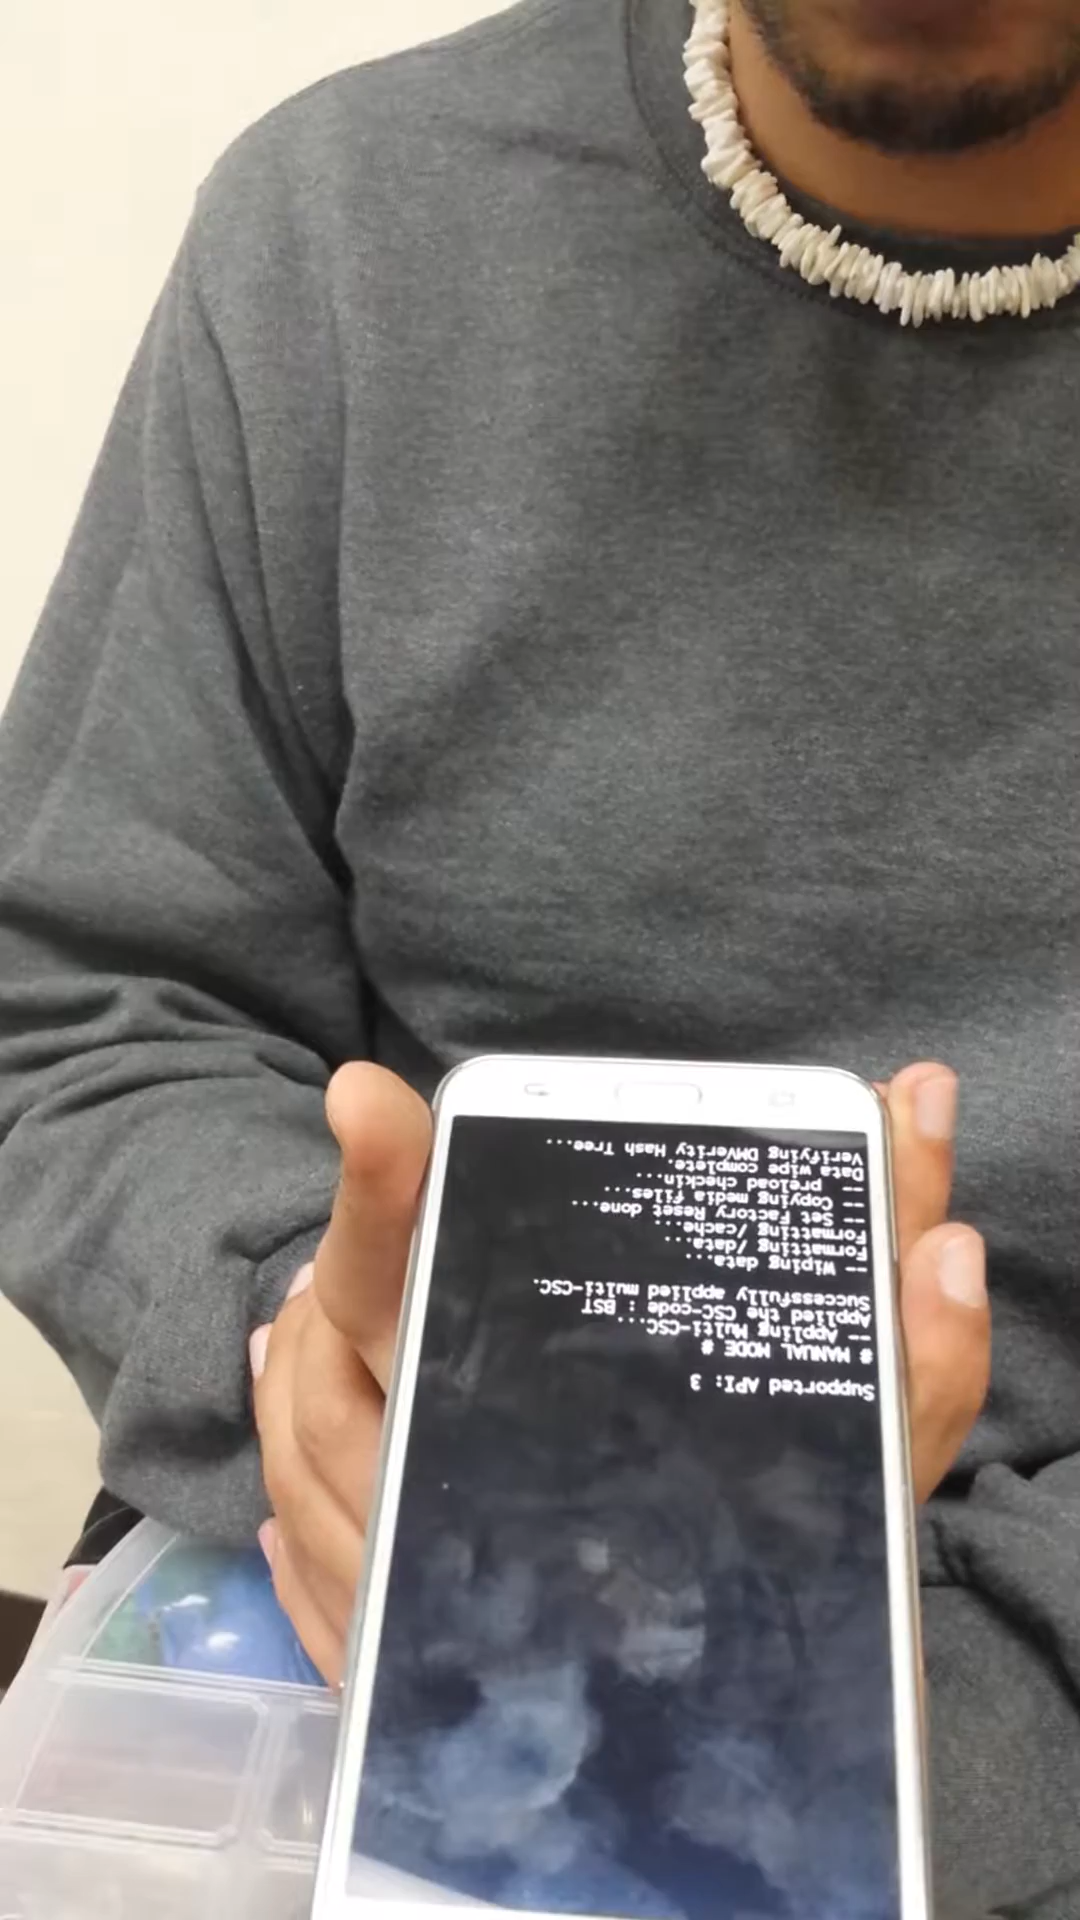 Supported API: 3
# MANUAL MODE #
-- Appling Multi-CSC...
Applied the CSC-code : BST
Successfully applied multi-CSC.
-- Wiping data...
Formatting /data...
Formatting /cache...
-- Set Factory Reset done...
-- Copying media files...
-- preload checkin...
Data wipe complete.
Verifying DMVerity Hash Tree...